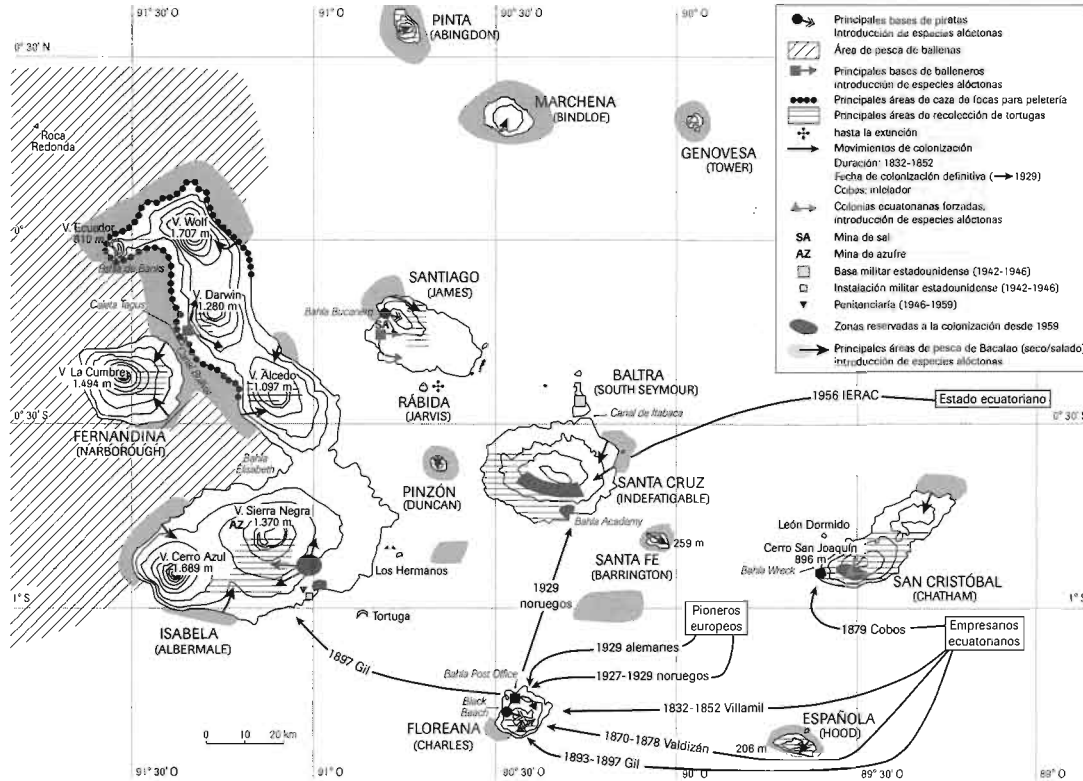 91° 30' O
91° O
90° 30' O
90° O
0° 30' N
PINTA
(ABINGDON)
MARCHENA
(BINDLOE)
GENOVESA
(TOWER)
Roca
Redonda
Principales bases de piratas
Introducción de especies alóctonas
Área de pesca de ballenas
Principales bases de balleneros
introducción de especies alóctonas
Principales áreas de caza de focas para peletería
Principales áreas de recolección de tortugas
hasta la extinción
Movimientos de colonización
Duración: 1832-1852
Fecha de colonización definitiva (→1929)
Cobos: iniciador
Colonias ecuatorianas forzadas,
introducción de especies alóctonas
SA Mina de sal
AZ Mina de azufre
Base militar estadounidense (1942-1946)
Instalación militar estadounidense (1942-1946)
Penitenciaría (1946-1959)
Zonas reservadas a la colonización desde 1959
Principales áreas de pesca de Bacalao (seco/salado)
introducción de especies alóctonas
0°
V. Ecuador
810 m
V. Wolf
1.707 m
Bahía de Banks
Caleta Tagus
V. Darwin
1.280 m
V. La Cumbre
1.494 m
V. Alcedo
1.097 m
FERNANDINA
(NARBOROUGH)
Bahía
Elisabeth
SANTIAGO
(JAMES)
Bahía Bucanero
SA
RÁBIDA
(JARVIS)
BALTRA
(SOUTH SEYMOUR)
Canal de Itabaca
1956 IERAC
Estado ecuatoriano
0° 30' S
0° 30' S
PINZÓN
(DUNCAN)
SANTA CRUZ
(INDEFATIGABLE)
Bahía Academy
SANTA FE
(BARRINGTON)
259 m
León Dormido
Cerro San Joaquín
896 m
Bahía Wreck
SAN CRISTÓBAL
(CHATHAM)
V. Sierra Negra
1.370 m
AZ
V. Cerro Azul
1.689 m
Los Hermanos
Tortuga
ISABELA
(ALBERMALE)
1° S
1° S
1929
noruegos
Pioneros
europeos
1879 Cobos
Empresarios
ecuatorianos
1897 Gil
Bahía Post Office
1929 alemanes
1927-1929 noruegos
Black
Beach
1832-1852 Villamil
FLOREANA
(CHARLES)
1870-1878 Valdizán
1893-1897 Gil
ESPAÑOLA
(HOOD)
206 m
0 10 20 km
91° 30' O
91° O
90° 30' O
90° O
89° 30' O
89° O